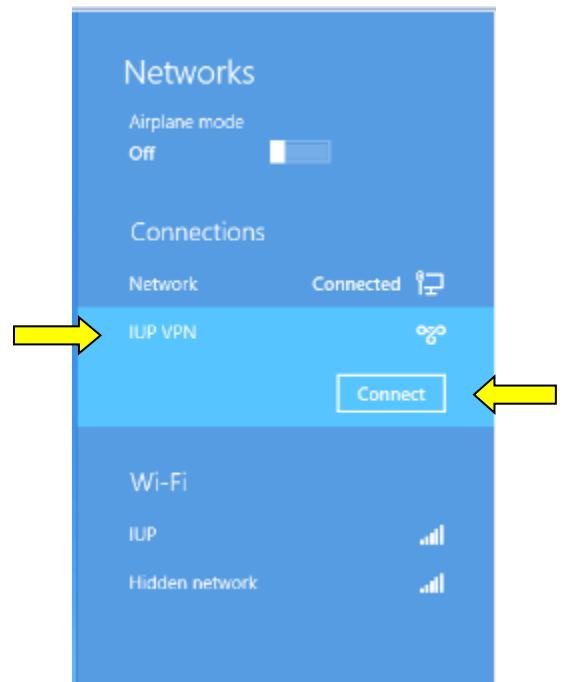 Networks
Airplane mode
Off
Connections
Network Connected
IUP VPN
Connect
Wi-Fi
IUP
Hidden network